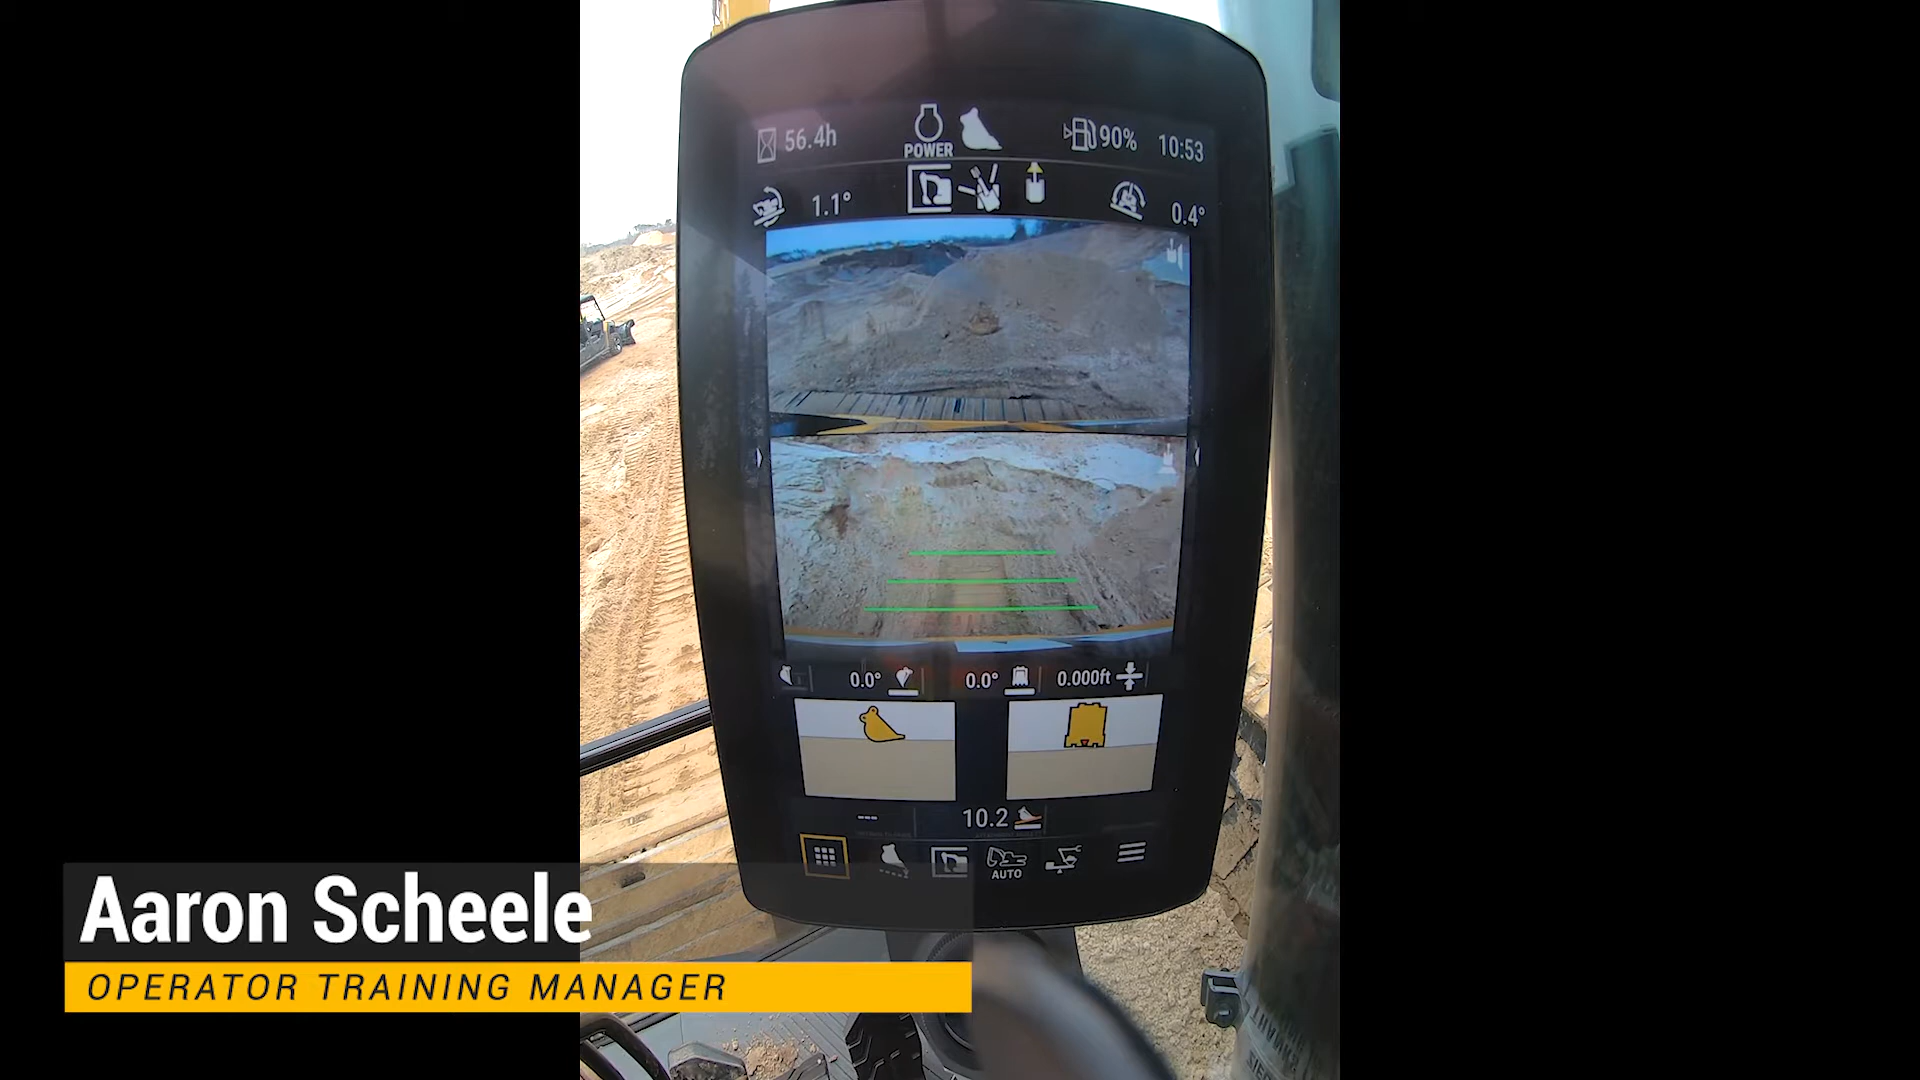 56.4h
POWER
90%
10:53
1.1°
0.4°
0.0°
0.0°
0.000ft
---
10.2
AUTO
Aaron Scheele
OPERATOR TRAINING MANAGER